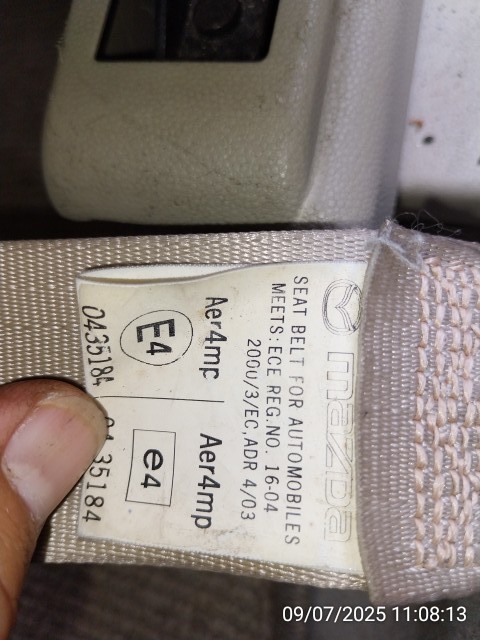 mazda
SEAT BELT FOR AUTOMOBILES
MEETS:ECE REG.NO. 16-04
2000/3/EC,ADR 4/03
Aer4mp
E4
043518A
Aer4mp
e4
35184
09/07/2025 11:08:13